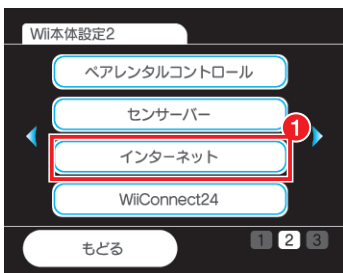 Wii本体設定2
ペアレンタルコントロール
センサーバー
1
インターネット
WiiConnect24
もどる
1 2 3